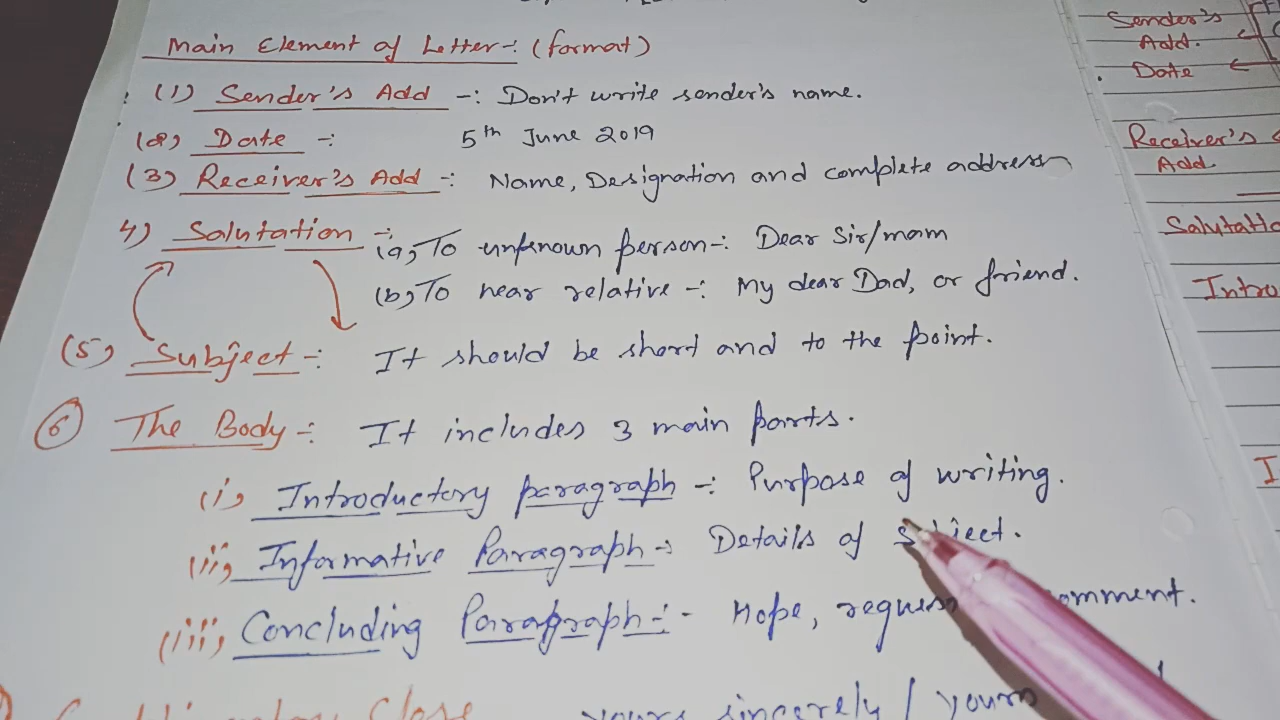 Main Element of Letter-: (format)
(1) Sender's Add -: Don't write sender's name.
(2) Date -: 5th June 2019
(3) Receiver's Add -: Name, Designation and complete address
4) Salutation -: (a) To unknown person-: Dear Sir/mam
(b) To near relative -: My dear Dad, or friend.
(5) Subject-: It should be short and to the point.
6 The Body-: It includes 3 main parts.
(i) Introductory paragraph -: Purpose of writing.
(ii) Informative Paragraph-: Details of
(iii) Concluding Paragraph-:- Hope,
Close yours sincerely / yours
Sender's
Add.
Date
Receiver's
Add